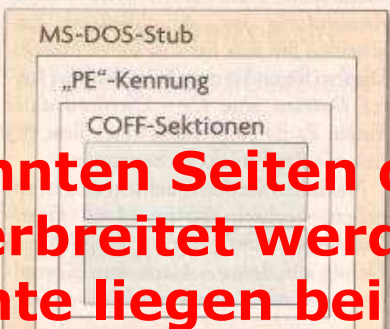 MS-DOS-Stub
„PE"-Kennung
COFF-Sektionen
nnten Seiten
erbreitet werd
nte liegen bei